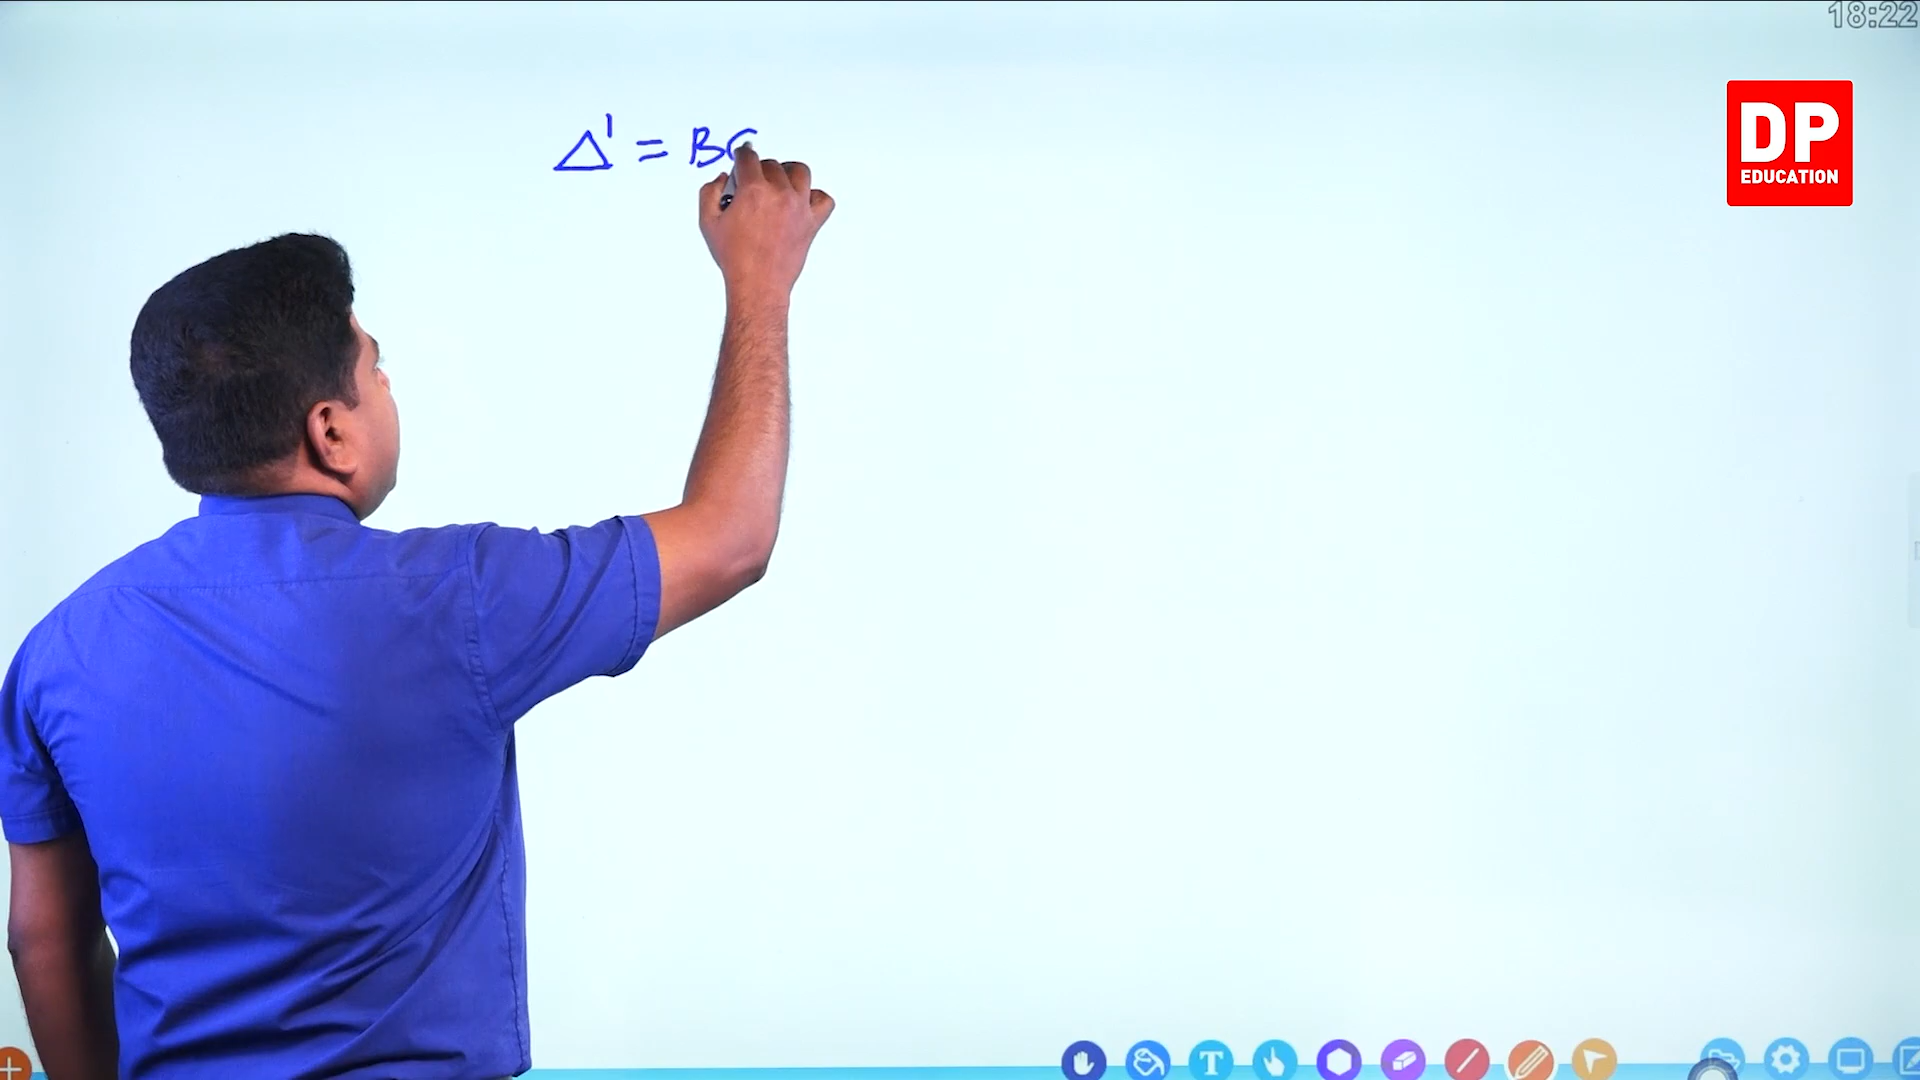 18:22
DP
EDUCATION
Δ' = BC
T